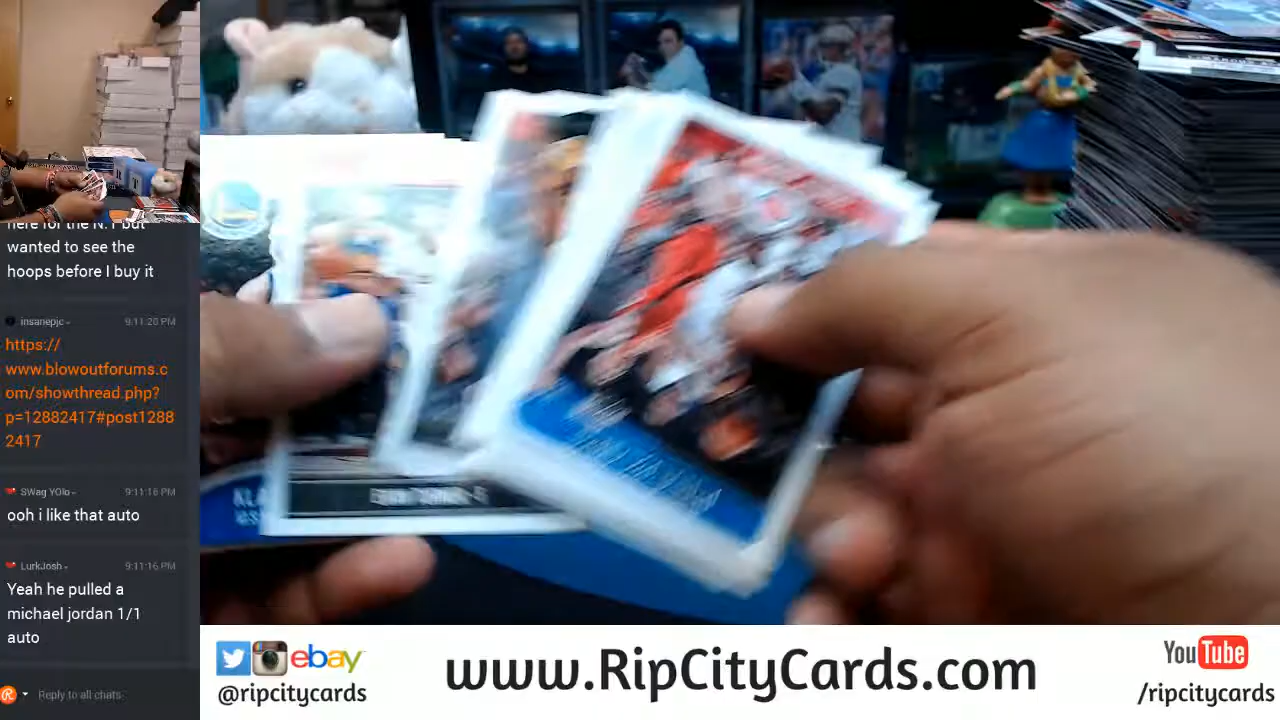 here for the N. I but
wanted to see the
hoops before I buy it
insanepjc
9:11:20 PM
https://
www.blowoutforums.c
om/showthread.php?
p=12882417#post1288
2417
SWag YOlo
9:11:16 PM
ooh i like that auto
LurkJosh
9:11:16 PM
Yeah he pulled a
michael jordan 1/1
auto
Reply to all chats
KLA
ebay
@ripcitycards
www.RipCityCards.com
YouTube
/ripcitycards